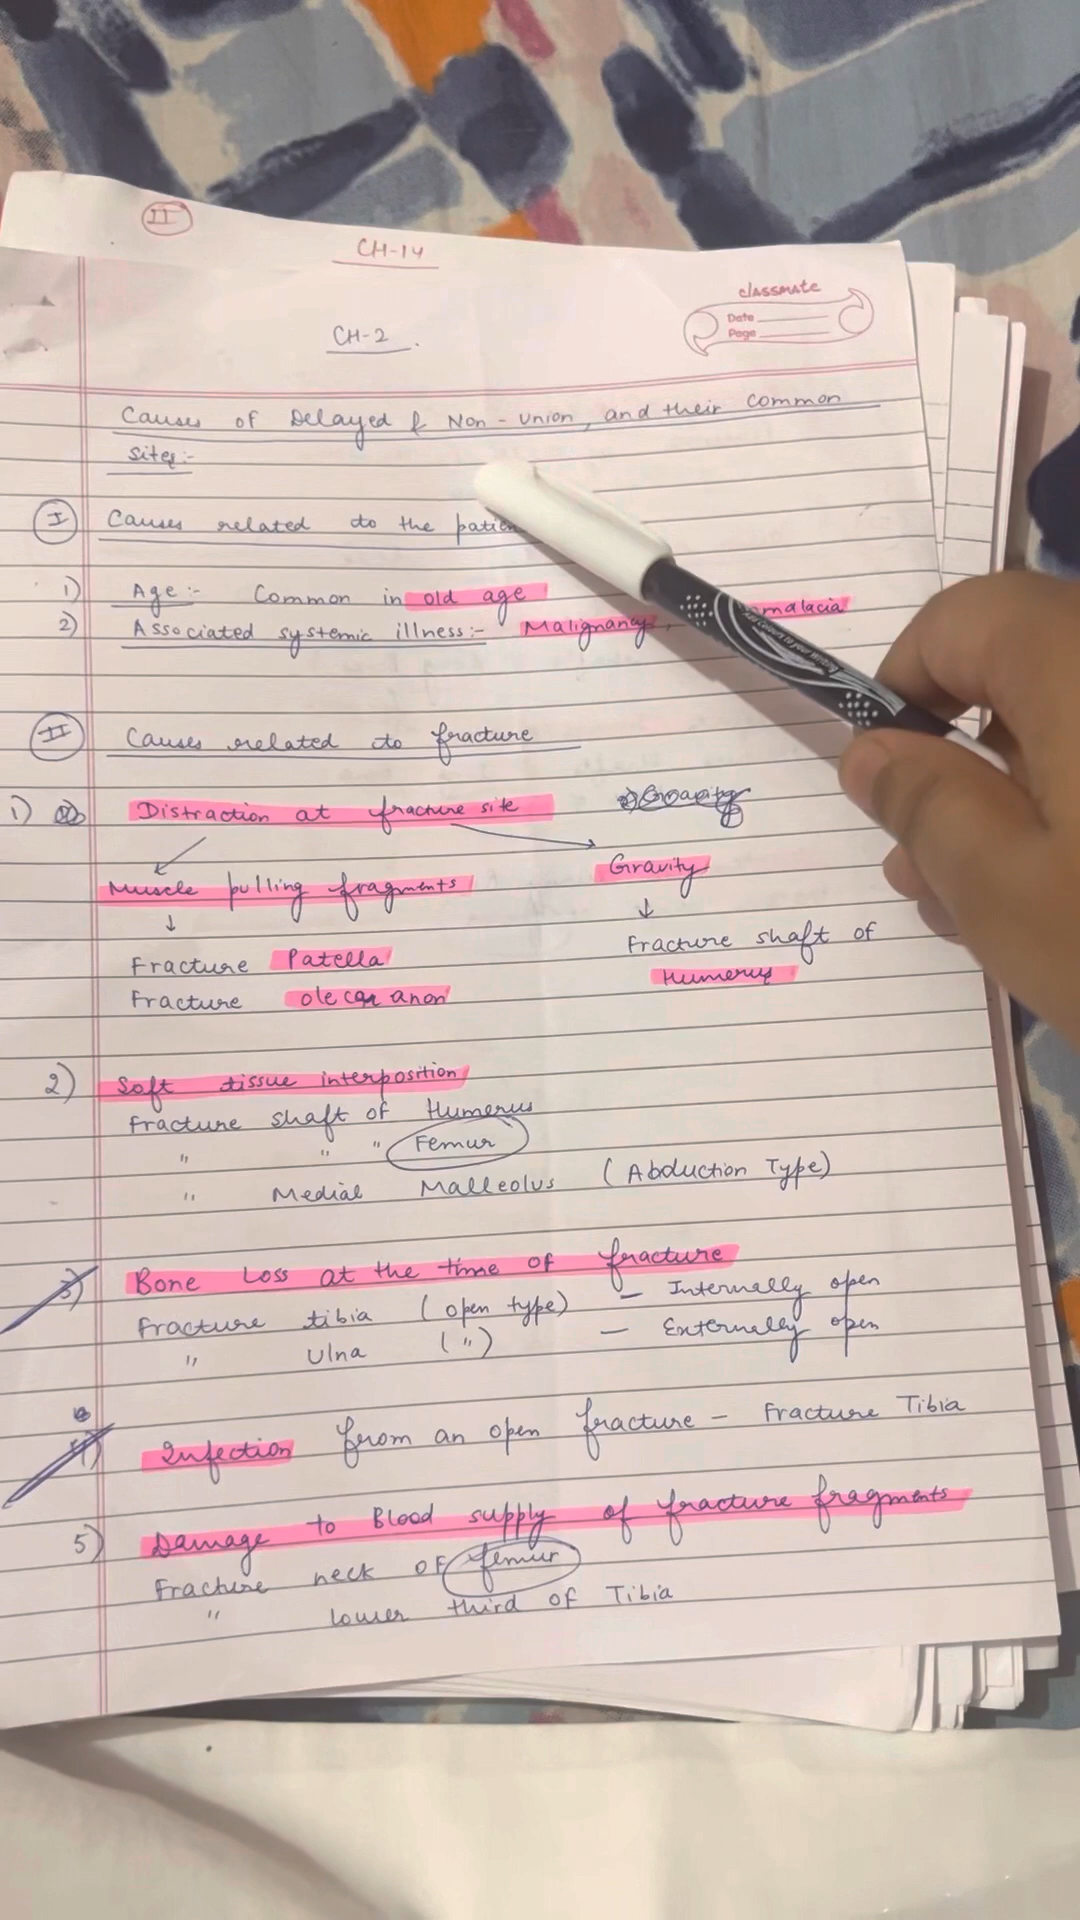 II
CH-14
classmate
Date
Page
CH-2.
Causes of Delayed & Non-union, and their common
sites:-
I Causes related to the patien
1) Age:- Common in old age
2) Associated systemic illness:- Malignancy, malacia
II Causes related to fracture
1) Distraction at fracture site
Muscle pulling fragments
Gravity
↓
↓
Fracture Patella
Fracture shaft of
Fracture olecranon
Humerus
2) Soft tissue interposition
Fracture shaft of Humerus
" " " Femur
" Medial Malleolus (Abduction Type)
3) Bone Loss at the time of fracture
Fracture tibia (open type) - Internally open
" Ulna (") - Externally open
4) Infection from an open fracture - Fracture Tibia
5) Damage to Blood supply of fracture fragments
Fracture neck of femur
" lower third of Tibia